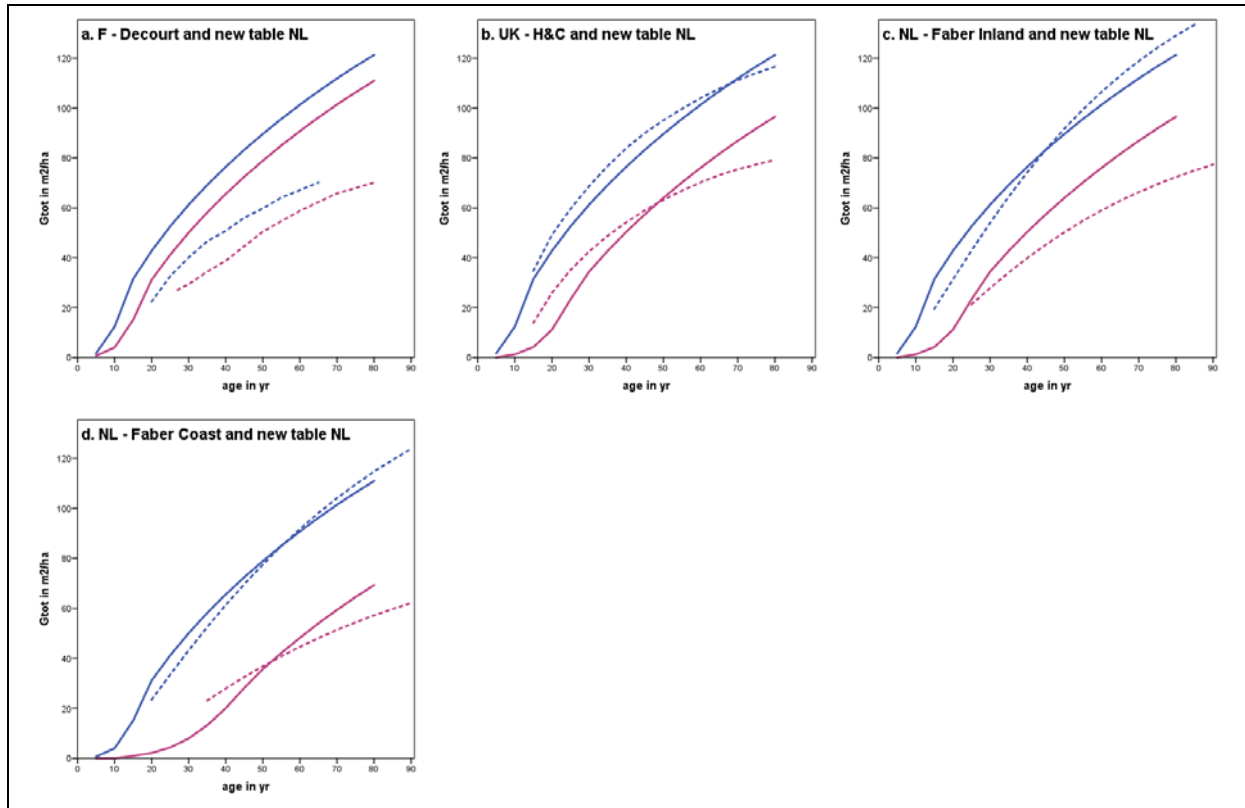 a. F - Decourt and new table NL
Gtot in m2/ha
120
100
80
60
40
20
0
0 10 20 30 40 50 60 70 80 90
age in yr
b. UK - H&C and new table NL
Gtot in m2/ha
120
100
80
60
40
20
0
0 10 20 30 40 50 60 70 80 90
age in yr
c. NL - Faber Inland and new table NL
Gtot in m2/ha
120
100
80
60
40
20
0
0 10 20 30 40 50 60 70 80 90
age in yr
d. NL - Faber Coast and new table NL
Gtot in m2/ha
120
100
80
60
40
20
0
0 10 20 30 40 50 60 70 80 90
age in yr